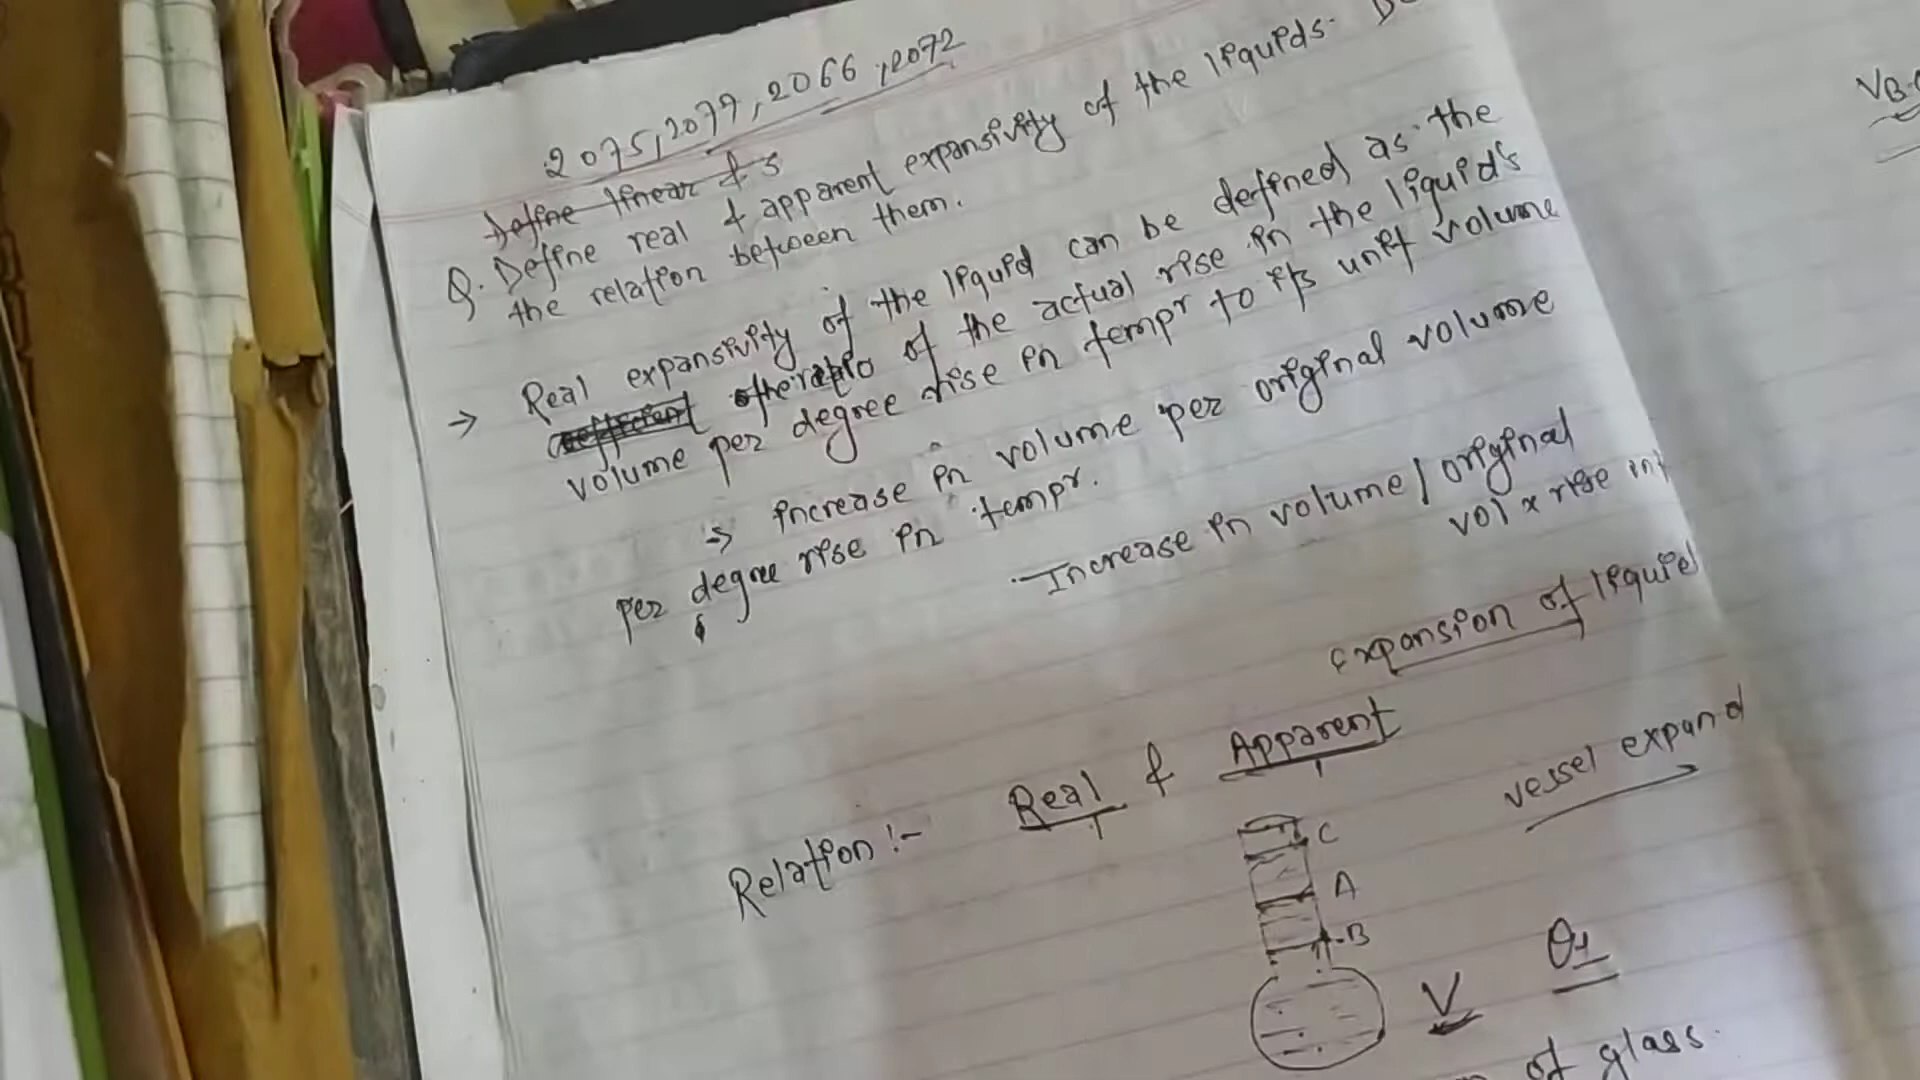 2075, 2079, 2066, 2072
Define linear & s
Q. Define real & apparent expansivity of the liquids.
the relation between them.
→ Real expansivity of the liquid can be defined as the
the ratio of the actual rise in the liquid's
volume per degree rise in tempr to its unit volume
→ increase in volume per original volume
per degree rise in tempr.
Increase in volume / original
vol x rise in t
expansion of liquid
Relation :- Real & Apparent
vessel expand
C
A
B
V θ1
of glass.
VB